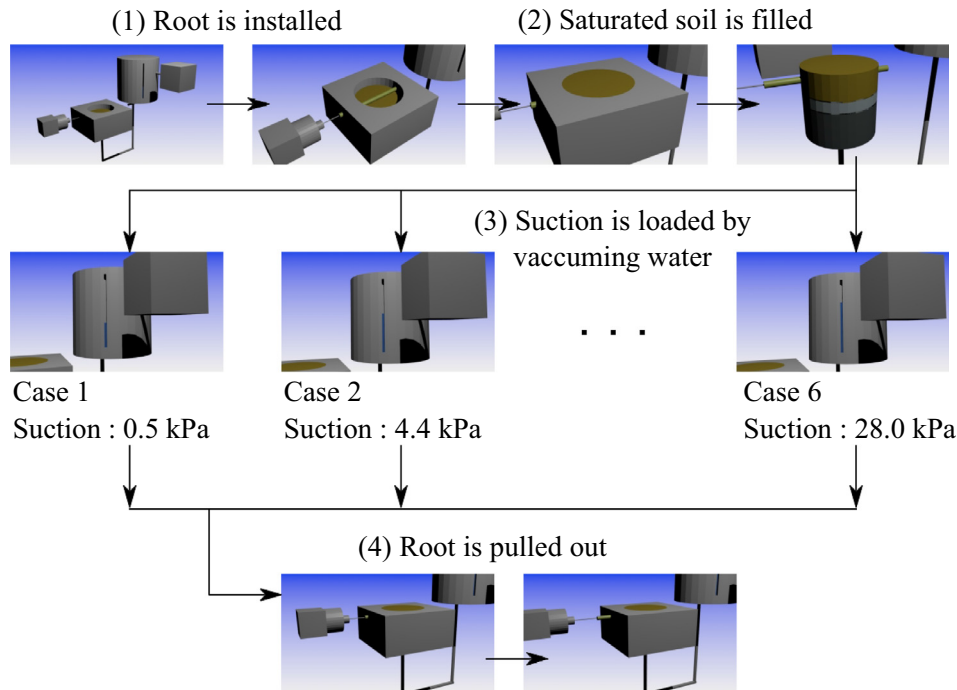 (1) Root is installed
(2) Saturated soil is filled
(3) Suction is loaded by
vaccuming water
. . .
Case 1
Suction : 0.5 kPa
Case 2
Suction : 4.4 kPa
Case 6
Suction : 28.0 kPa
(4) Root is pulled out